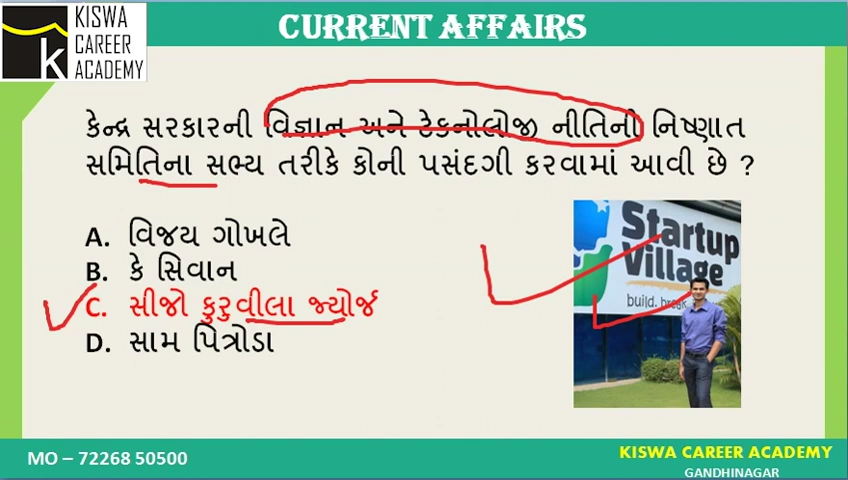 KISWA
CAREER
ACADEMY
k
CURRENT AFFAIRS
કેન્દ્ર સરકારની વિજ્ઞાન અને ટેકનોલોજી નીતિનો નિષ્ણાત
સમિતિના સભ્ય તરીકે કોની પસંદગી કરવામાં આવી છે ?
A. વિજય ગોખલે
B. કે સિવાન
C. સીજો કુરુવીલા જ્યોર્જ
D. સામ પિત્રોડા
Startup
Village
build.
MO – 72268 50500
KISWA CAREER ACADEMY
GANDHINAGAR